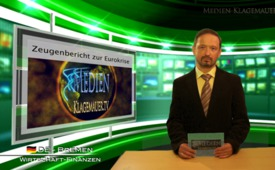 MEDIEN-KLAGEMAUER.TV
Zeugenbericht zur Eurokrise
MEDIEN
KLAGEMAUER.TV
DE: BREMEN
WIRTSCHAFT-FINANZEN